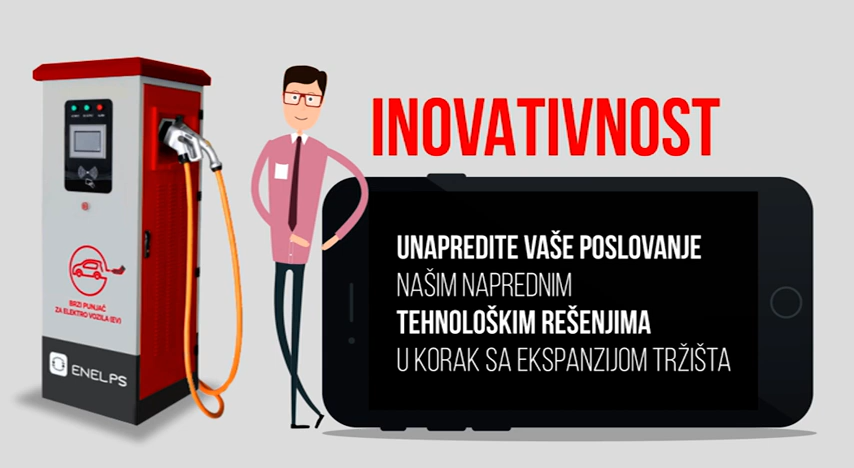 INOVATIVNOST
UNAPREDITE VAŠE POSLOVANJE
NAŠIM NAPREDNIM
TEHNOLOŠKIM REŠENJIMA
U KORAK SA EKSPANZIJOM TRŽIŠTA
BRZI PUNJAČ
ZA ELEKTRO VOZILA (EV)
ENEL PS